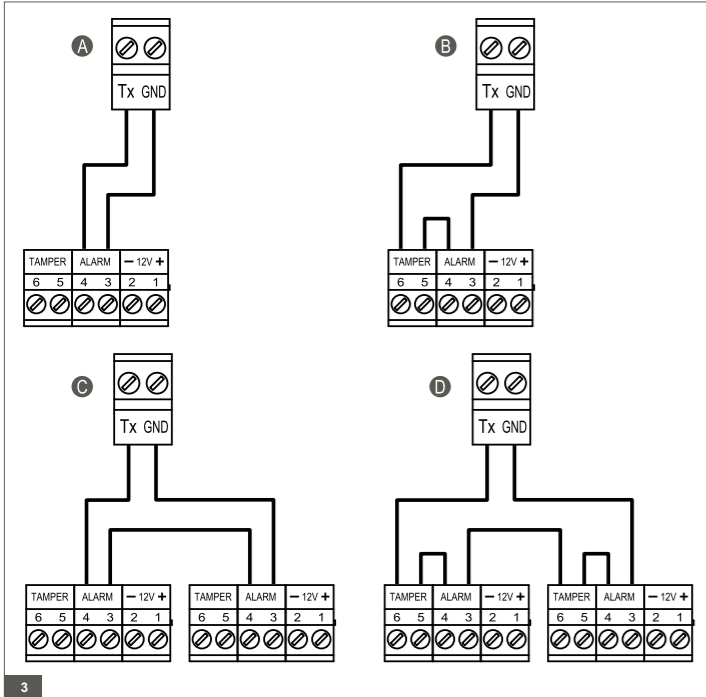 A B
Tx GND Tx GND
TAMPER ALARM − 12V + TAMPER ALARM − 12V +
6 5 4 3 2 1 6 5 4 3 2 1
C D
Tx GND Tx GND
TAMPER ALARM − 12V + TAMPER ALARM − 12V + TAMPER ALARM − 12V + TAMPER ALARM − 12V +
6 5 4 3 2 1 6 5 4 3 2 1 6 5 4 3 2 1 6 5 4 3 2 1
3